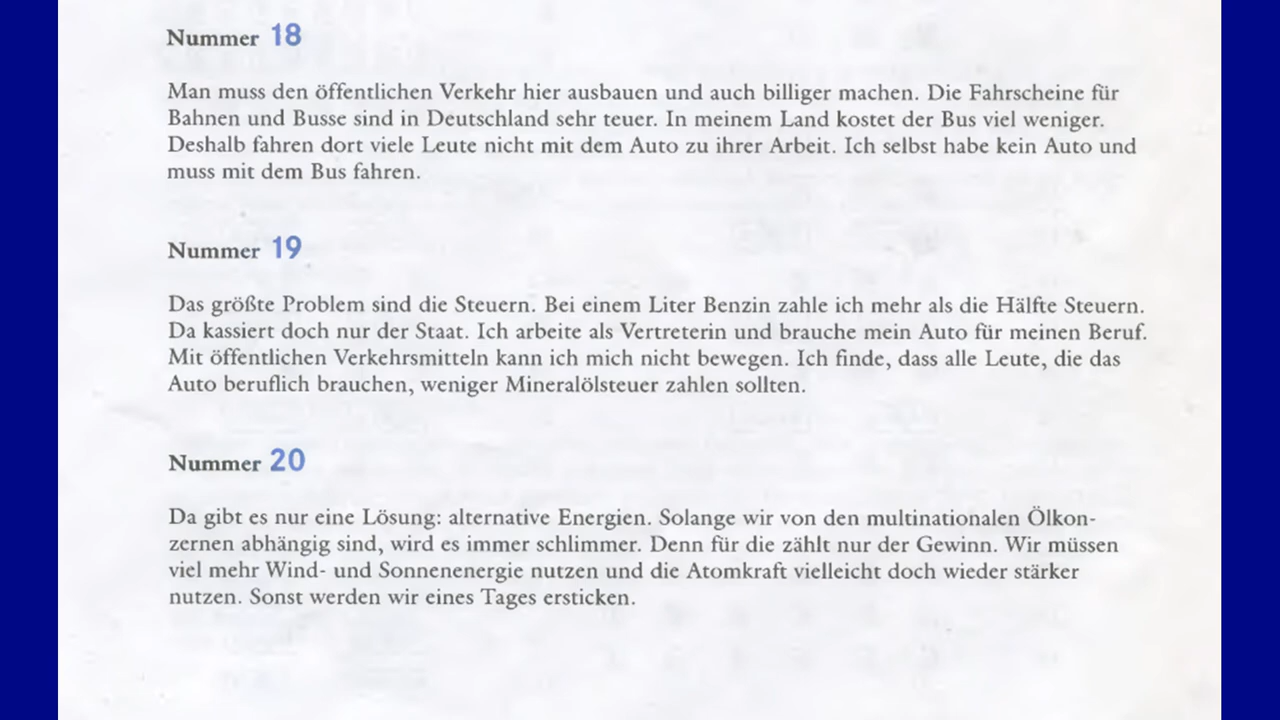 Nummer 18
Man muss den öffentlichen Verkehr hier ausbauen und auch billiger machen. Die Fahrscheine für
Bahnen und Busse sind in Deutschland sehr teuer. In meinem Land kostet der Bus viel weniger.
Deshalb fahren dort viele Leute nicht mit dem Auto zu ihrer Arbeit. Ich selbst habe kein Auto und
muss mit dem Bus fahren.
Nummer 19
Das größte Problem sind die Steuern. Bei einem Liter Benzin zahle ich mehr als die Hälfte Steuern.
Da kassiert doch nur der Staat. Ich arbeite als Vertreterin und brauche mein Auto für meinen Beruf.
Mit öffentlichen Verkehrsmitteln kann ich mich nicht bewegen. Ich finde, dass alle Leute, die das
Auto beruflich brauchen, weniger Mineralölsteuer zahlen sollten.
Nummer 20
Da gibt es nur eine Lösung: alternative Energien. Solange wir von den multinationalen Ölkon-
zernen abhängig sind, wird es immer schlimmer. Denn für die zählt nur der Gewinn. Wir müssen
viel mehr Wind- und Sonnenenergie nutzen und die Atomkraft vielleicht doch wieder stärker
nutzen. Sonst werden wir eines Tages ersticken.